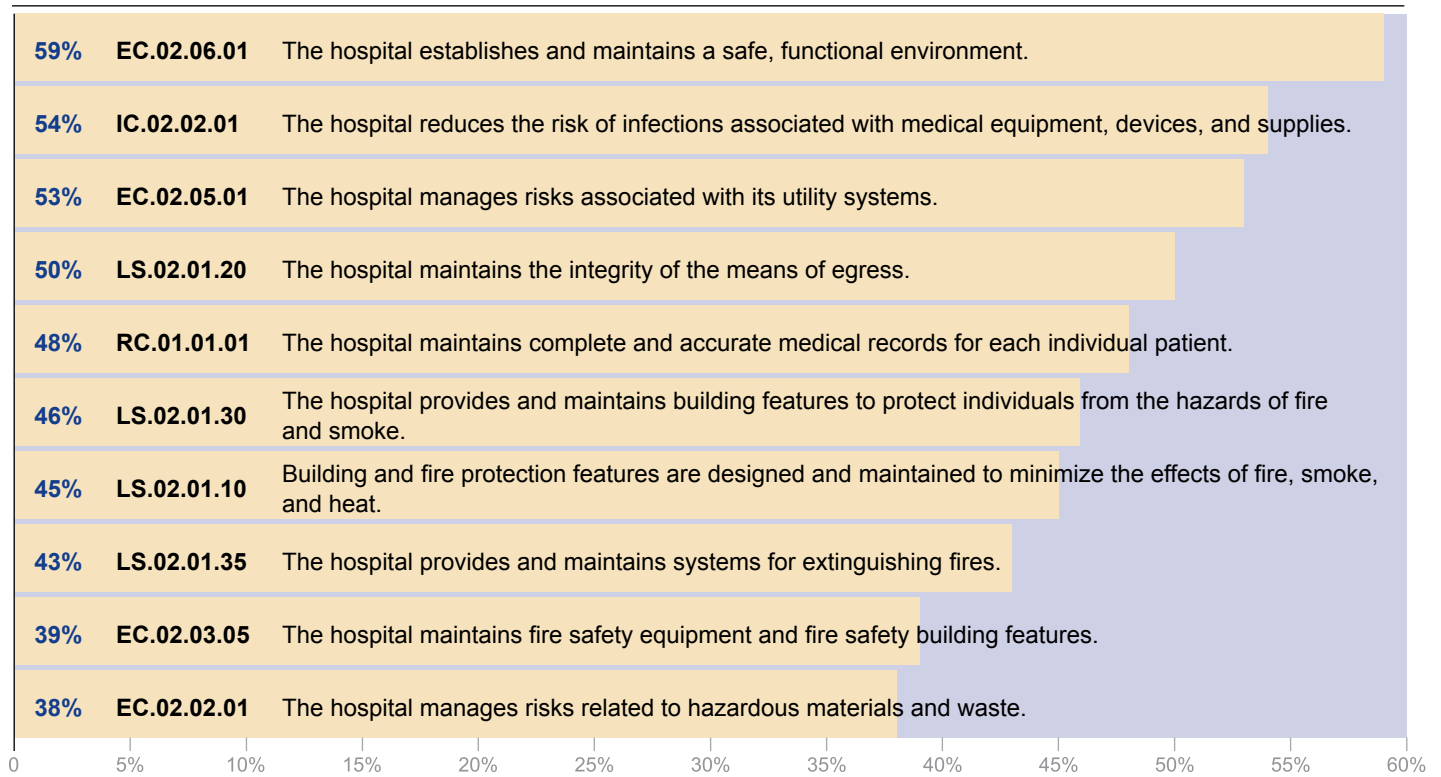 59% EC.02.06.01 The hospital establishes and maintains a safe, functional environment.
54% IC.02.02.01 The hospital reduces the risk of infections associated with medical equipment, devices, and supplies.
53% EC.02.05.01 The hospital manages risks associated with its utility systems.
50% LS.02.01.20 The hospital maintains the integrity of the means of egress.
48% RC.01.01.01 The hospital maintains complete and accurate medical records for each individual patient.
46% LS.02.01.30 The hospital provides and maintains building features to protect individuals from the hazards of fire
and smoke.
45% LS.02.01.10 Building and fire protection features are designed and maintained to minimize the effects of fire, smoke,
and heat.
43% LS.02.01.35 The hospital provides and maintains systems for extinguishing fires.
39% EC.02.03.05 The hospital maintains fire safety equipment and fire safety building features.
38% EC.02.02.01 The hospital manages risks related to hazardous materials and waste.
0 5% 10% 15% 20% 25% 30% 35% 40% 45% 50% 55% 60%